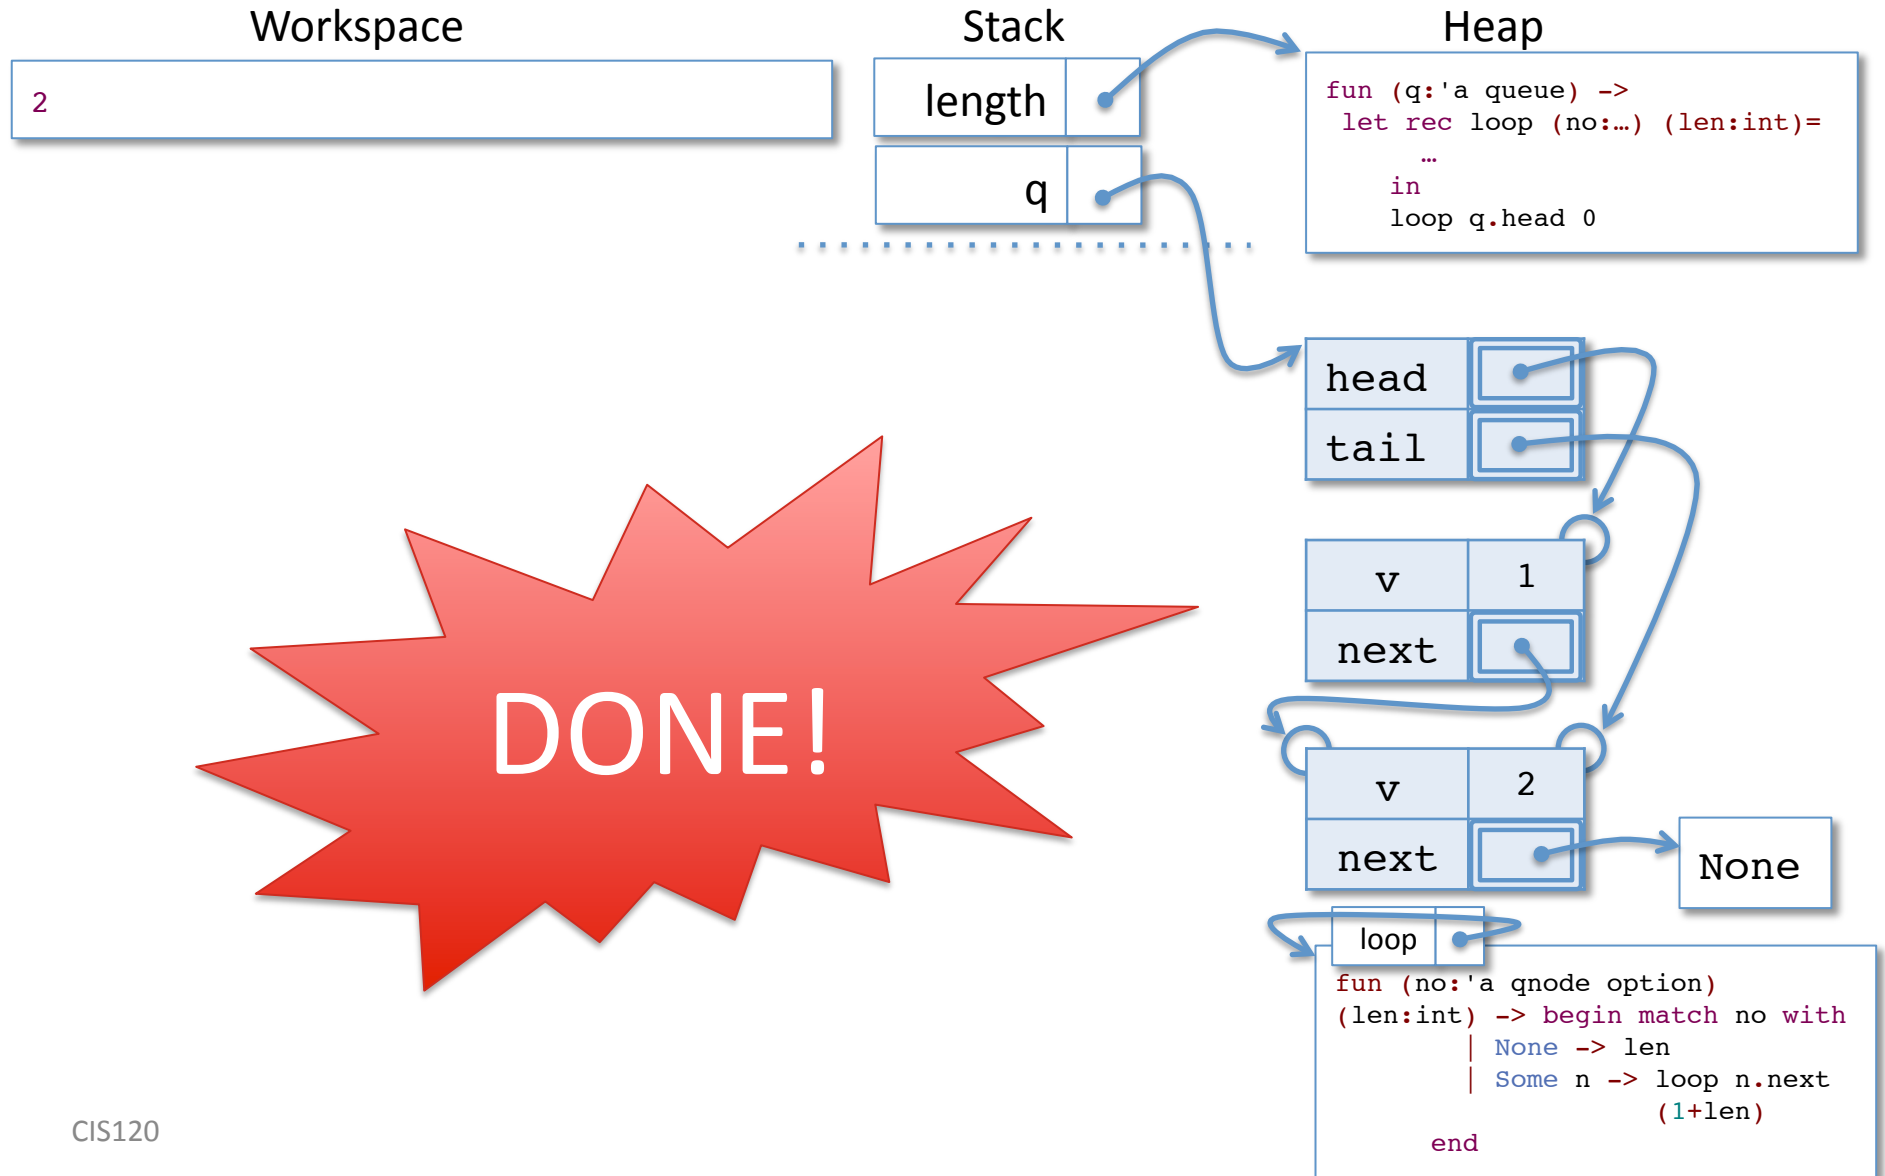 Workspace
Stack
Heap
2
length
q
fun (q:'a queue) ->
let rec loop (no:…) (len:int)=
…
in
loop q.head 0
head
tail
v 1
next
v 2
next
None
DONE!
loop
fun (no:'a qnode option)
(len:int) -> begin match no with
| None -> len
| Some n -> loop n.next
(1+len)
end
CIS120